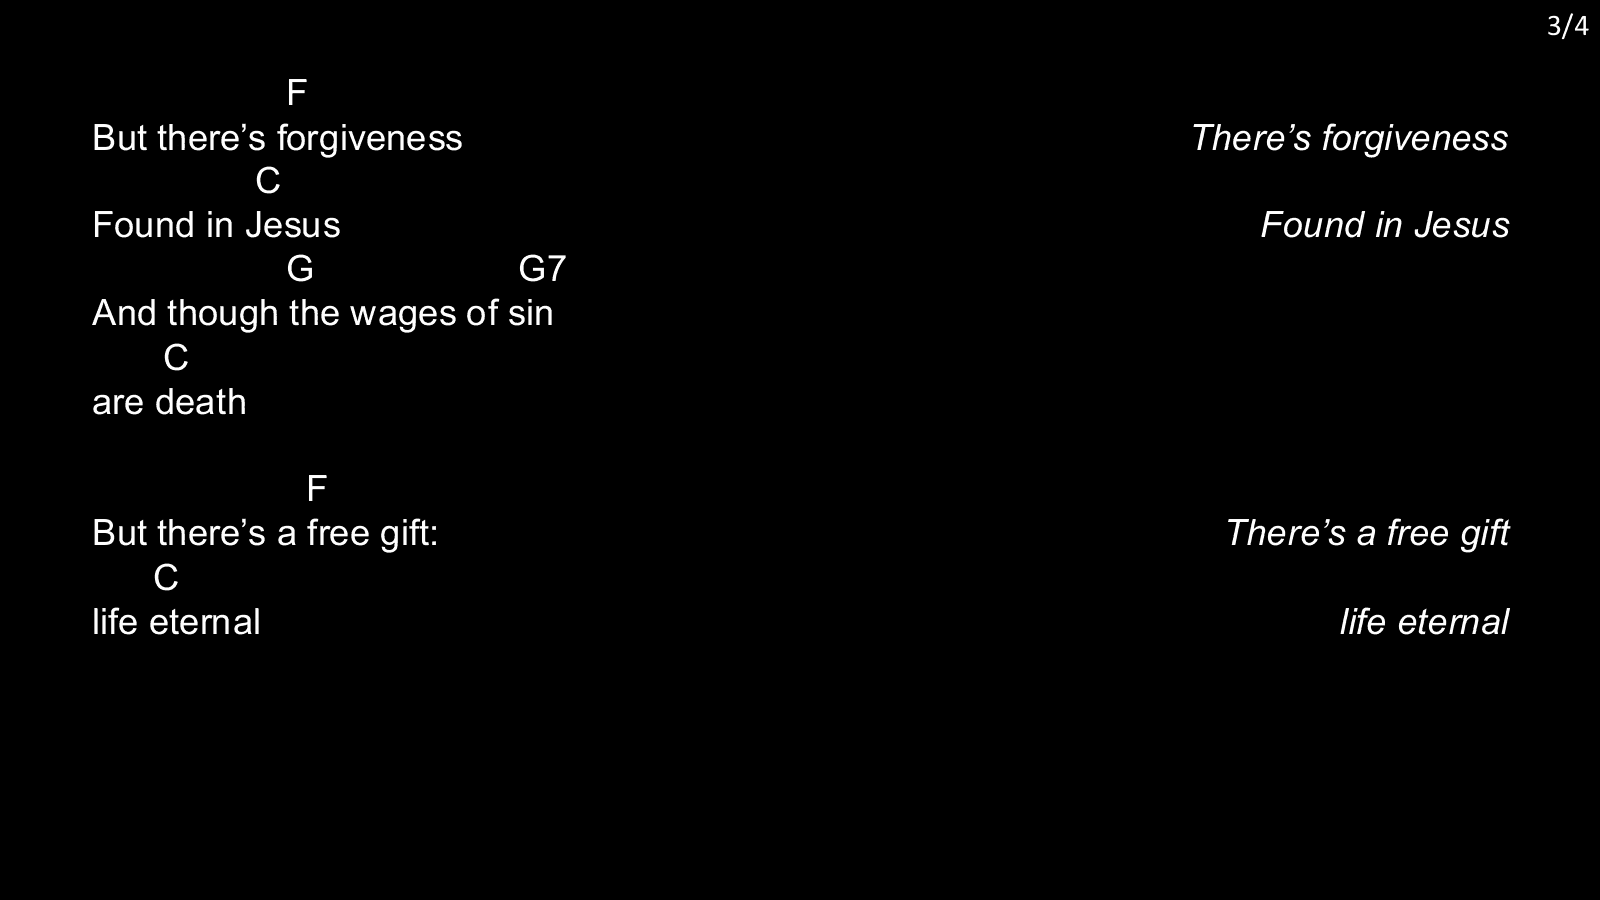 3/4
F
But there’s forgiveness There’s forgiveness
C
Found in Jesus Found in Jesus
G G7
And though the wages of sin
C
are death
F
But there’s a free gift: There’s a free gift
C
life eternal life eternal